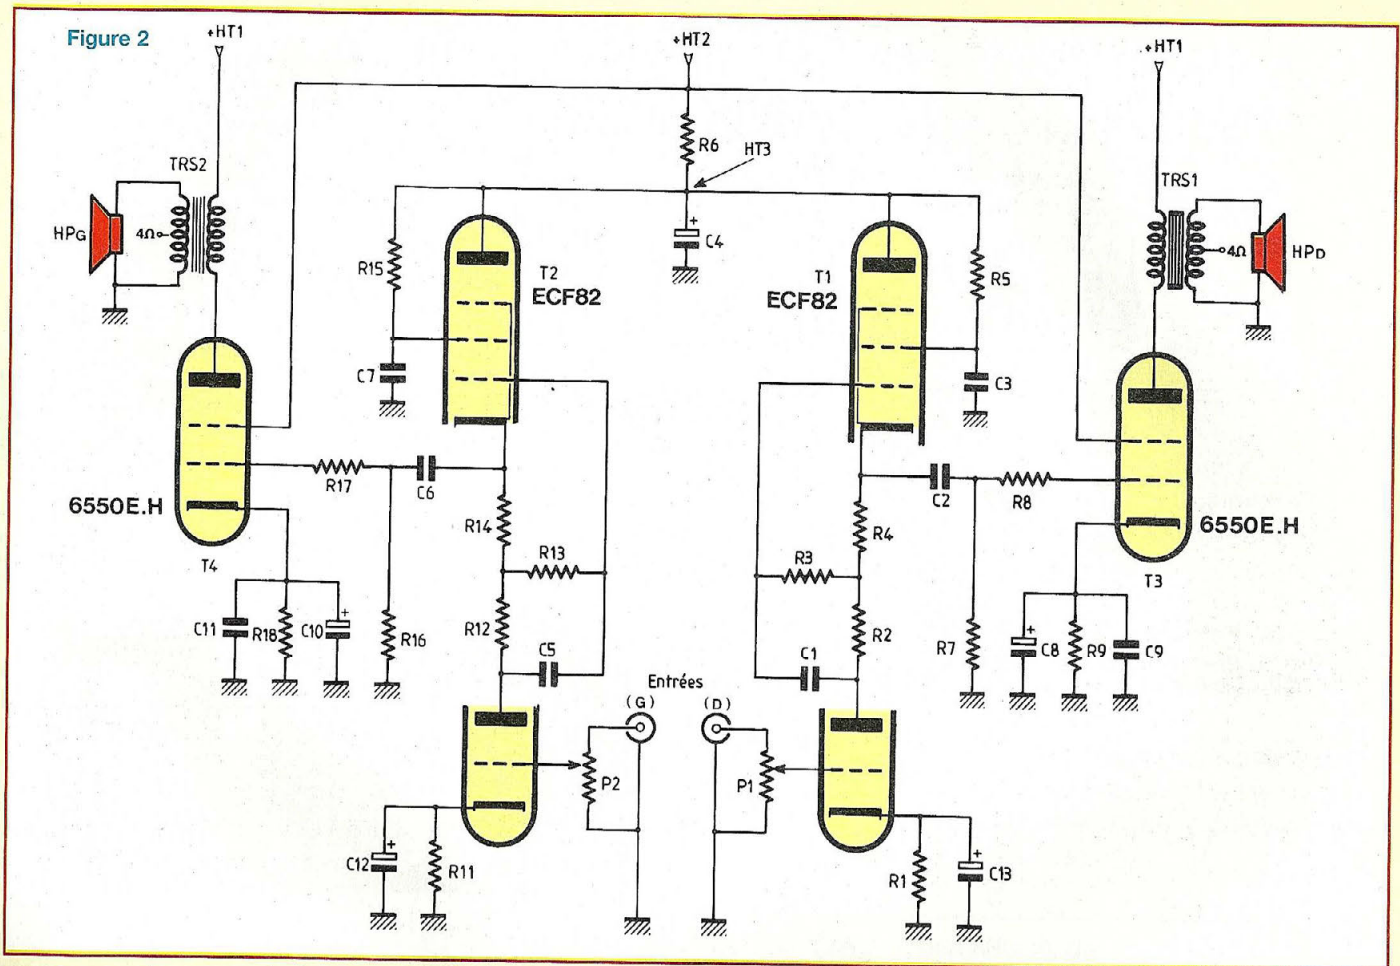 Figure 2
+HT1
+HT2
+HT1
R6
HT3
TRS2
TRS1
HPG
4Ω
4Ω
HPD
C4
R15
T2
ECF82
T1
ECF82
R5
C7
C3
R17
C6
C2
R8
6550E.H
6550E.H
R14
R4
T4
T3
R13
R3
C11
R18
C10
R16
R12
R2
R7
C8
R9
C9
C5
C1
Entrées
(G)
(D)
P2
P1
C12
R11
R1
C13
+
+
+
+
+